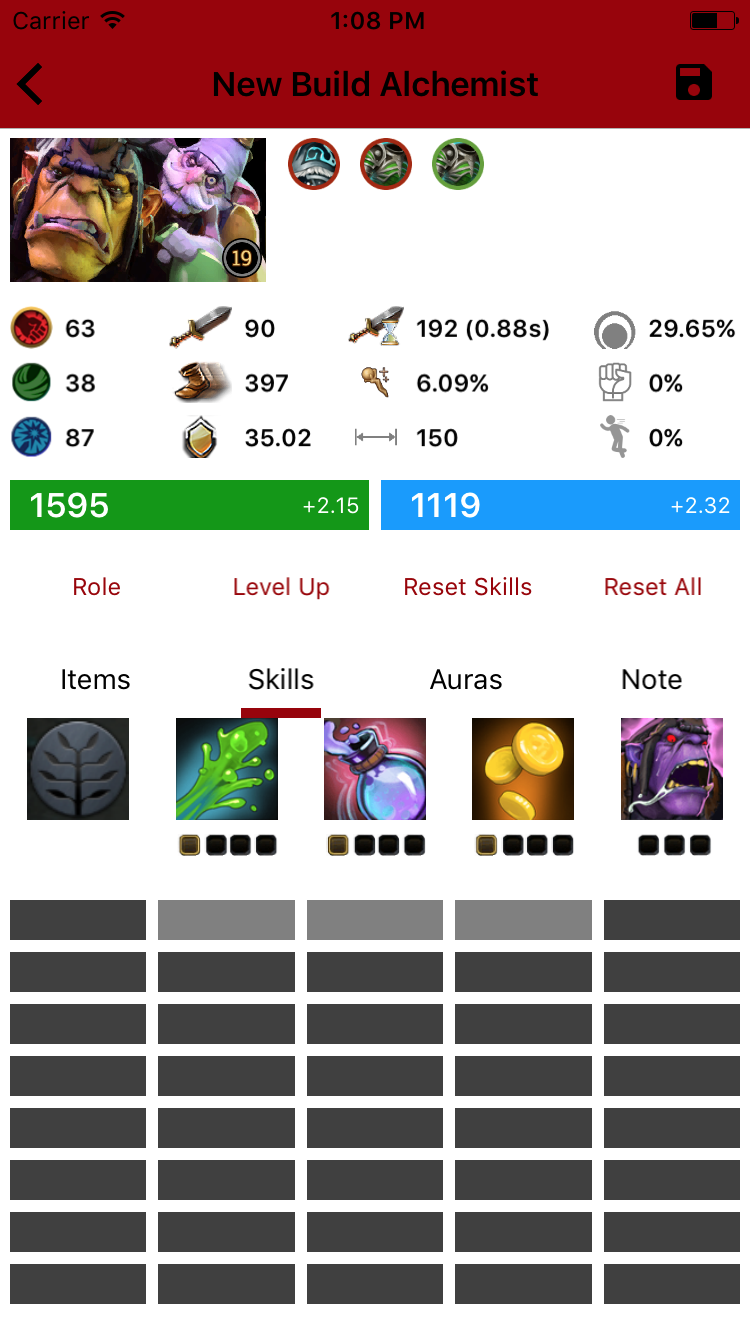 Carrier 1:08 PM
New Build Alchemist
19
63 90 192 (0.88s) 29.65%
38 397 6.09% 0%
87 35.02 150 0%
1595 +2.15 1119 +2.32
Role Level Up Reset Skills Reset All
Items Skills Auras Note